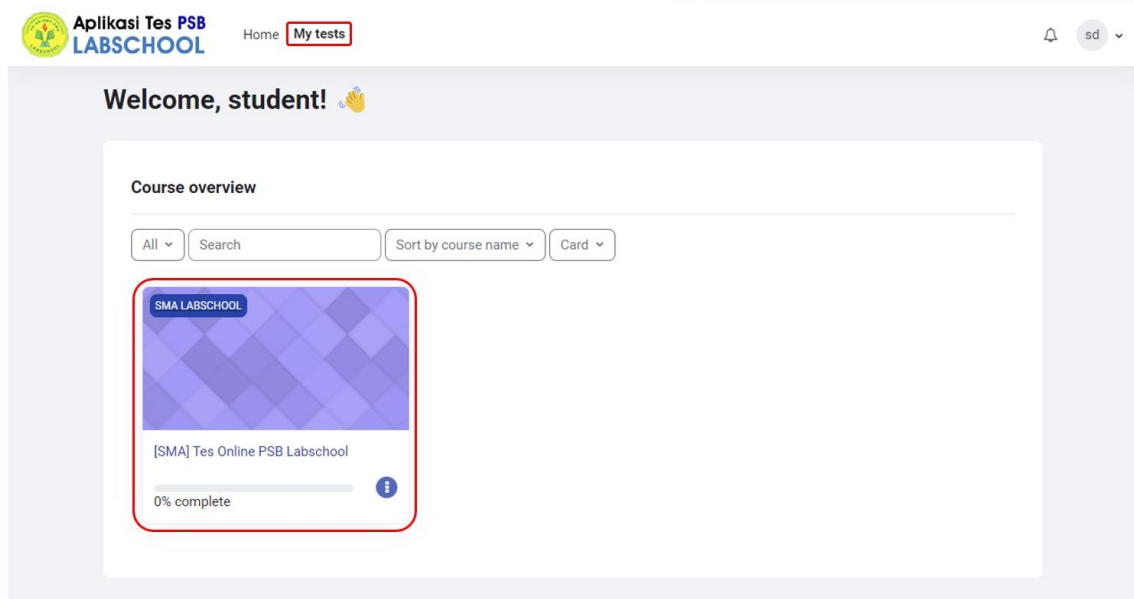 Aplikasi Tes PSB
LABSCHOOL
Home My tests
sd
Welcome, student!
Course overview
All Search Sort by course name Card
SMA LABSCHOOL
[SMA] Tes Online PSB Labschool
0% complete